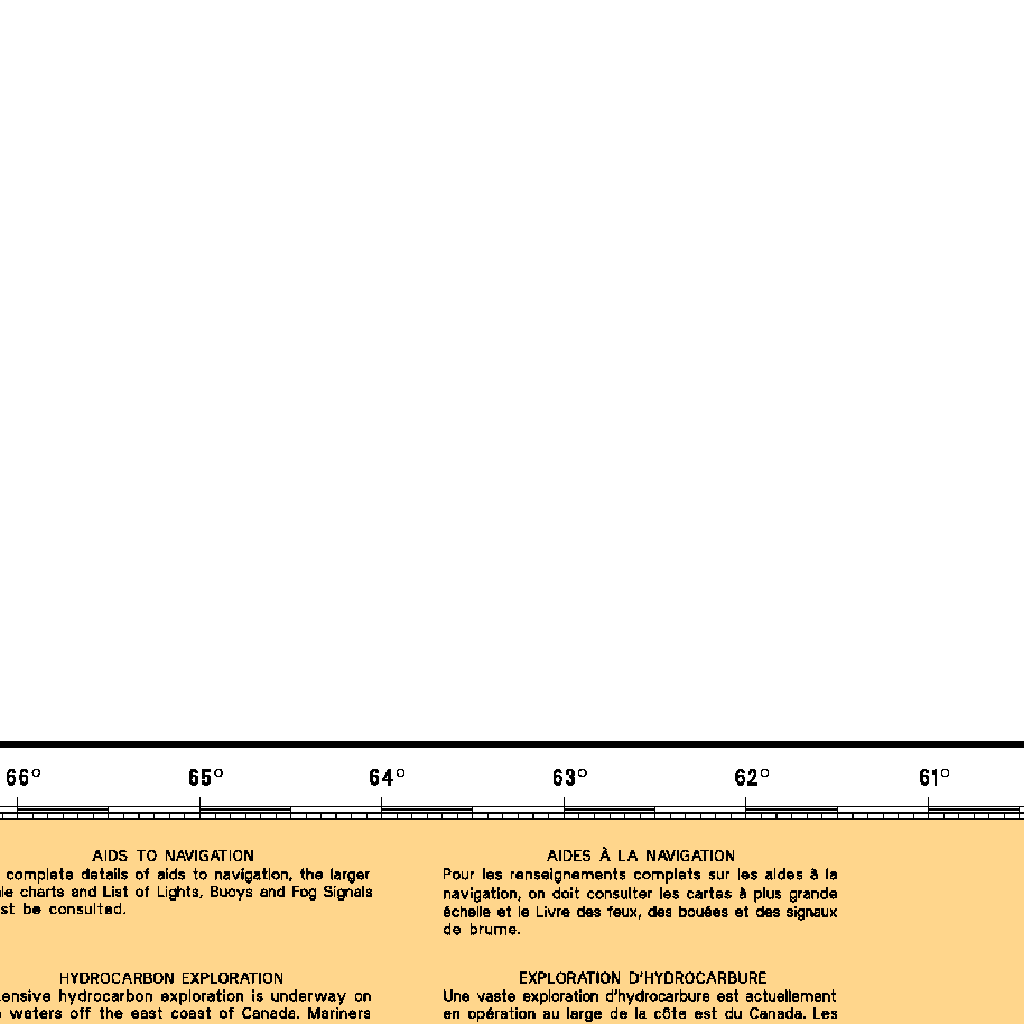 66° 65° 64° 63° 62° 61°
AIDS TO NAVIGATION
complete details of aids to navigation, the larger
charts and List of Lights, Buoys and Fog Signals
be consulted.
HYDROCARBON EXPLORATION
hydrocarbon exploration is underway on
waters off the east coast of Canada. Mariners
AIDES À LA NAVIGATION
Pour les renseignements complets sur les aides à la
navigation, on doit consulter les cartes à plus grande
échelle et le Livre des feux, des bouées et des signaux
de brume.
EXPLORATION D'HYDROCARBURE
Une vaste exploration d'hydrocarbure est actuellement
en opération au large de la côte est du Canada. Les